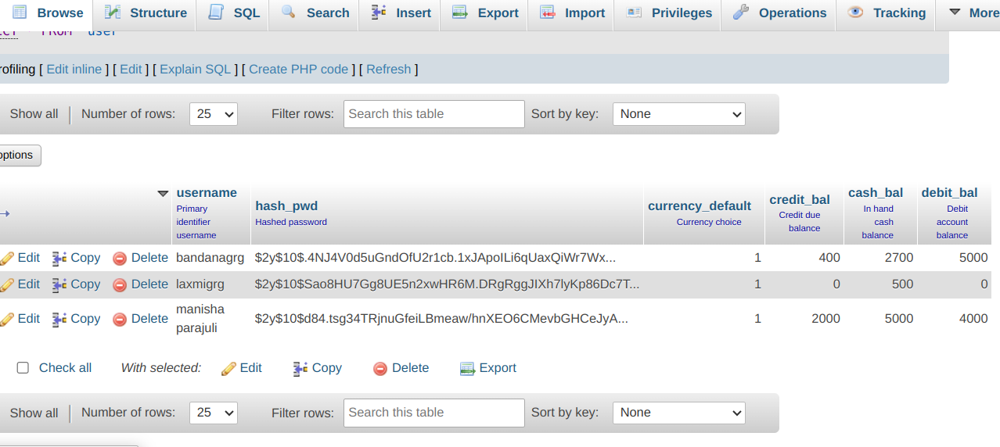 Browse Structure SQL Search Insert Export Import Privileges Operations Tracking More
FROM user
rofiling [ Edit inline ] [ Edit ] [ Explain SQL ] [ Create PHP code ] [ Refresh ]
Show all Number of rows: 25 Filter rows: Search this table Sort by key: None
options
username hash_pwd currency_default credit_bal cash_bal debit_bal
Primary identifier username Hashed password Currency choice Credit due balance In hand cash balance Debit account balance
Edit Copy Delete bandanagrg $2y$10$.4NJ4V0d5uGndOfU2r1cb.1xJApoILi6qUaxQiWr7Wx... 1 400 2700 5000
Edit Copy Delete laxmigrg $2y$10$Sao8HU7Gg8UE5n2xwHR6M.DRgRggJIXh7lyKp86Dc7T... 1 0 500 0
Edit Copy Delete manisha parajuli $2y$10$d84.tsg34TRjnuGfeiLBmeaw/hnXEO6CMevbGHCeJyA... 1 2000 5000 4000
Check all With selected: Edit Copy Delete Export
Show all Number of rows: 25 Filter rows: Search this table Sort by key: None